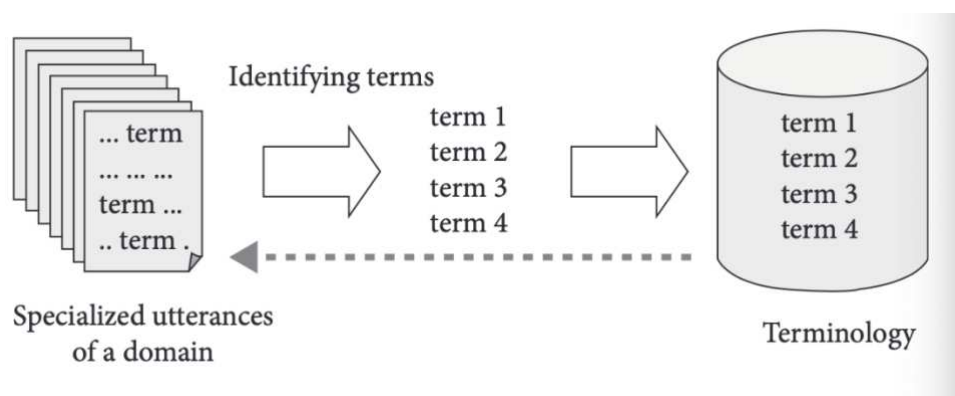 Identifying terms
... term
... ... ...
term ...
.. term .
term 1
term 2
term 3
term 4
term 1
term 2
term 3
term 4
Specialized utterances
of a domain
Terminology